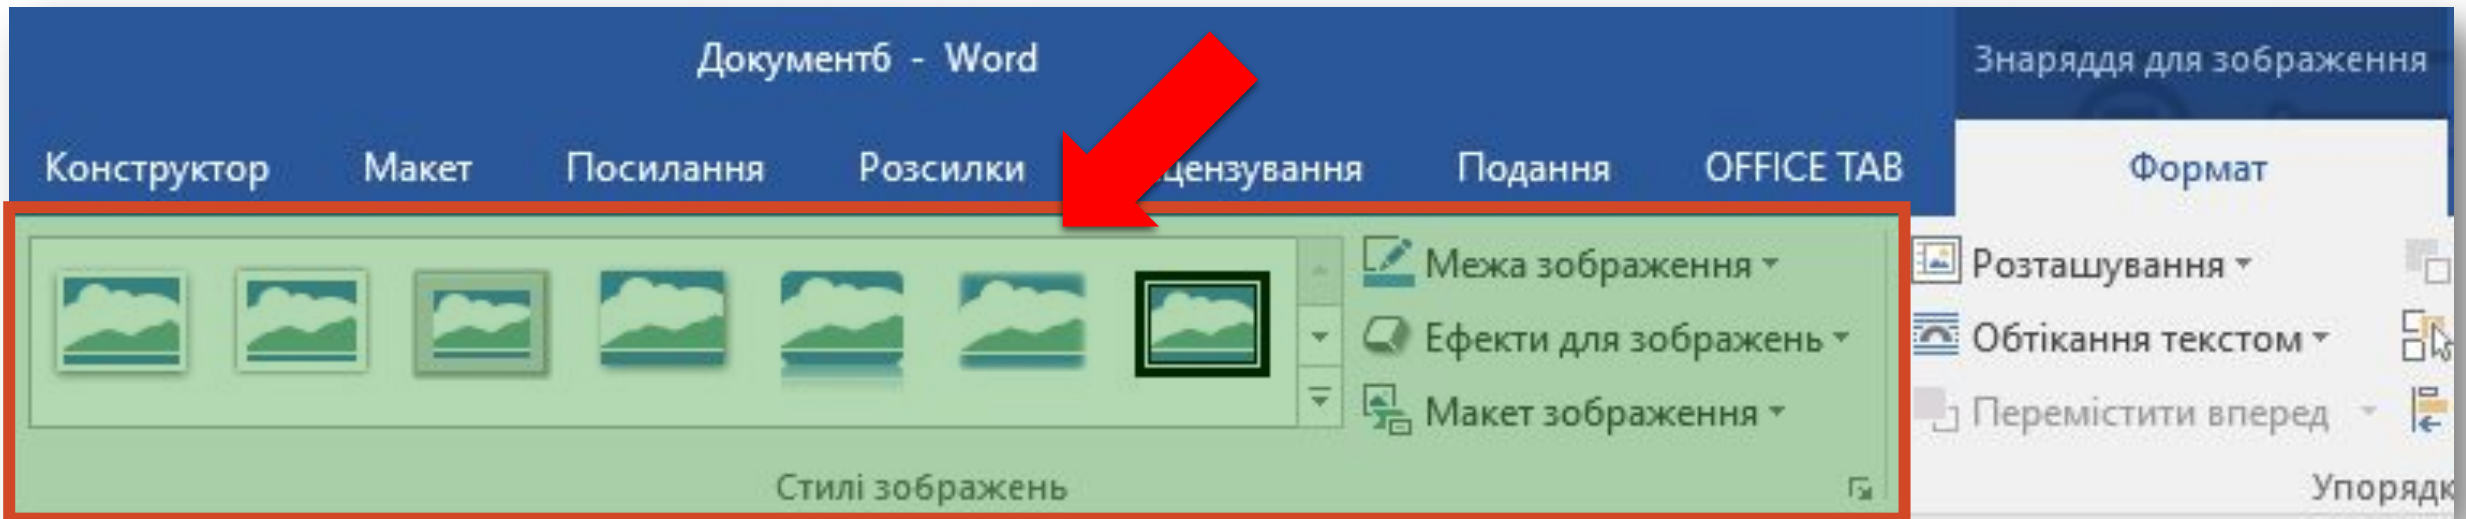 Документ6 - Word
Знаряддя для зображення
Конструктор Макет Посилання Розсилки Подання OFFICE TAB Формат
Межа зображення
Розташування
Ефекти для зображень
Обтікання текстом
Макет зображення
Перемістити вперед
Стилі зображень